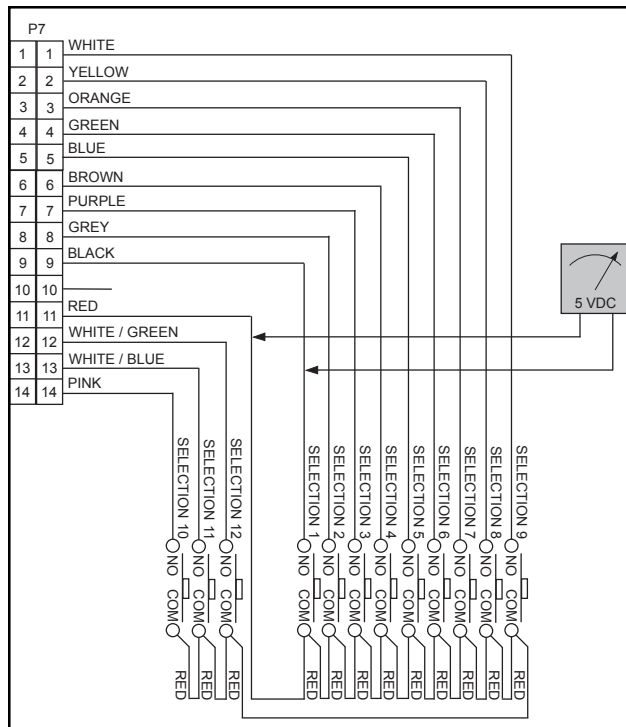 P7
1 1 WHITE
2 2 YELLOW
3 3 ORANGE
4 4 GREEN
5 5 BLUE
6 6 BROWN
7 7 PURPLE
8 8 GREY
9 9 BLACK
10 10
11 11 RED
12 12 WHITE / GREEN
13 13 WHITE / BLUE
14 14 PINK
5 VDC
SELECTION 10
SELECTION 11
SELECTION 12
SELECTION 1
SELECTION 2
SELECTION 3
SELECTION 4
SELECTION 5
SELECTION 6
SELECTION 7
SELECTION 8
SELECTION 9
NO NO NO NO NO NO NO NO NO NO NO NO
COM COM COM COM COM COM COM COM COM COM COM COM
RED RED RED RED RED RED RED RED RED RED RED RED